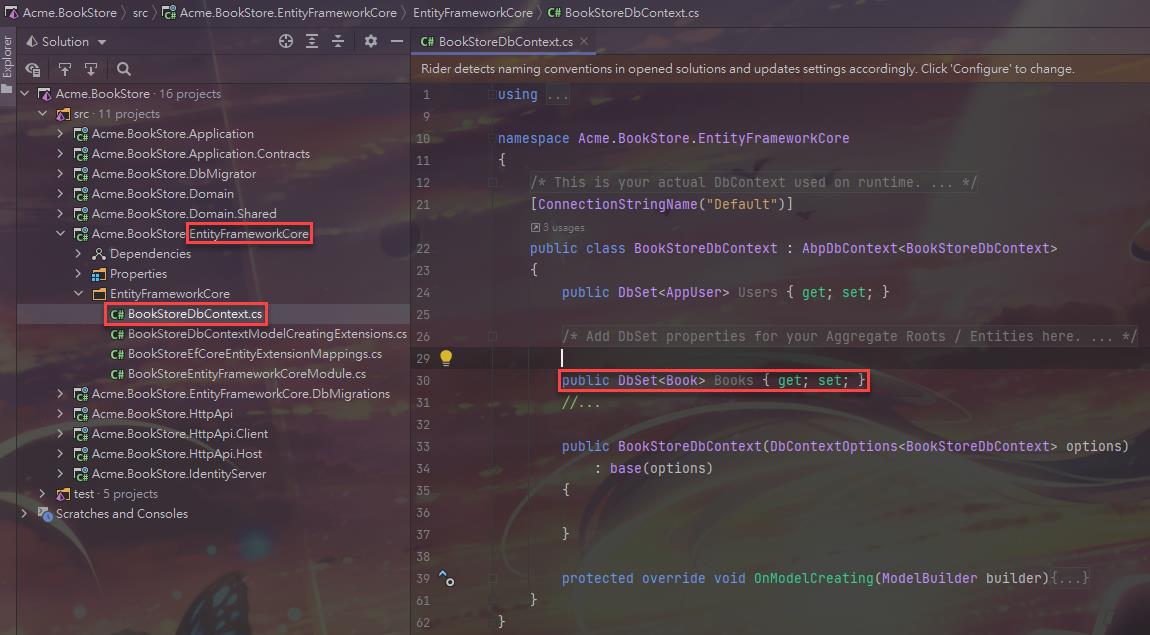 Acme.BookStore > src > Acme.BookStore.EntityFrameworkCore > EntityFrameworkCore > C# BookStoreDbContext.cs
Explorer
Solution
C# BookStoreDbContext.cs ×
Rider detects naming conventions in opened solutions and updates settings accordingly. Click 'Configure' to change.
Acme.BookStore · 16 projects
src · 11 projects
C# Acme.BookStore.Application
C# Acme.BookStore.Application.Contracts
C# Acme.BookStore.DbMigrator
C# Acme.BookStore.Domain
C# Acme.BookStore.Domain.Shared
C# Acme.BookStore.EntityFrameworkCore
Dependencies
Properties
EntityFrameworkCore
C# BookStoreDbContext.cs
C# BookStoreDbContextModelCreatingExtensions.cs
C# BookStoreEfCoreEntityExtensionMappings.cs
C# BookStoreEntityFrameworkCoreModule.cs
C# Acme.BookStore.EntityFrameworkCore.DbMigrations
C# Acme.BookStore.HttpApi
C# Acme.BookStore.HttpApi.Client
C# Acme.BookStore.HttpApi.Host
C# Acme.BookStore.IdentityServer
test · 5 projects
Scratches and Consoles
1 using ...
9
10 namespace Acme.BookStore.EntityFrameworkCore
11 {
12 /* This is your actual DbContext used on runtime. ... */
21 [ConnectionStringName("Default")]
3 usages
22 public class BookStoreDbContext : AbpDbContext<BookStoreDbContext>
23 {
24 public DbSet<AppUser> Users { get; set; }
25
26 /* Add DbSet properties for your Aggregate Roots / Entities here. ... */
29
30 public DbSet<Book> Books { get; set; }
31 //...
32
33 public BookStoreDbContext(DbContextOptions<BookStoreDbContext> options)
34 : base(options)
35 {
36
37 }
38
39 protected override void OnModelCreating(ModelBuilder builder){...}
61 }
62 }